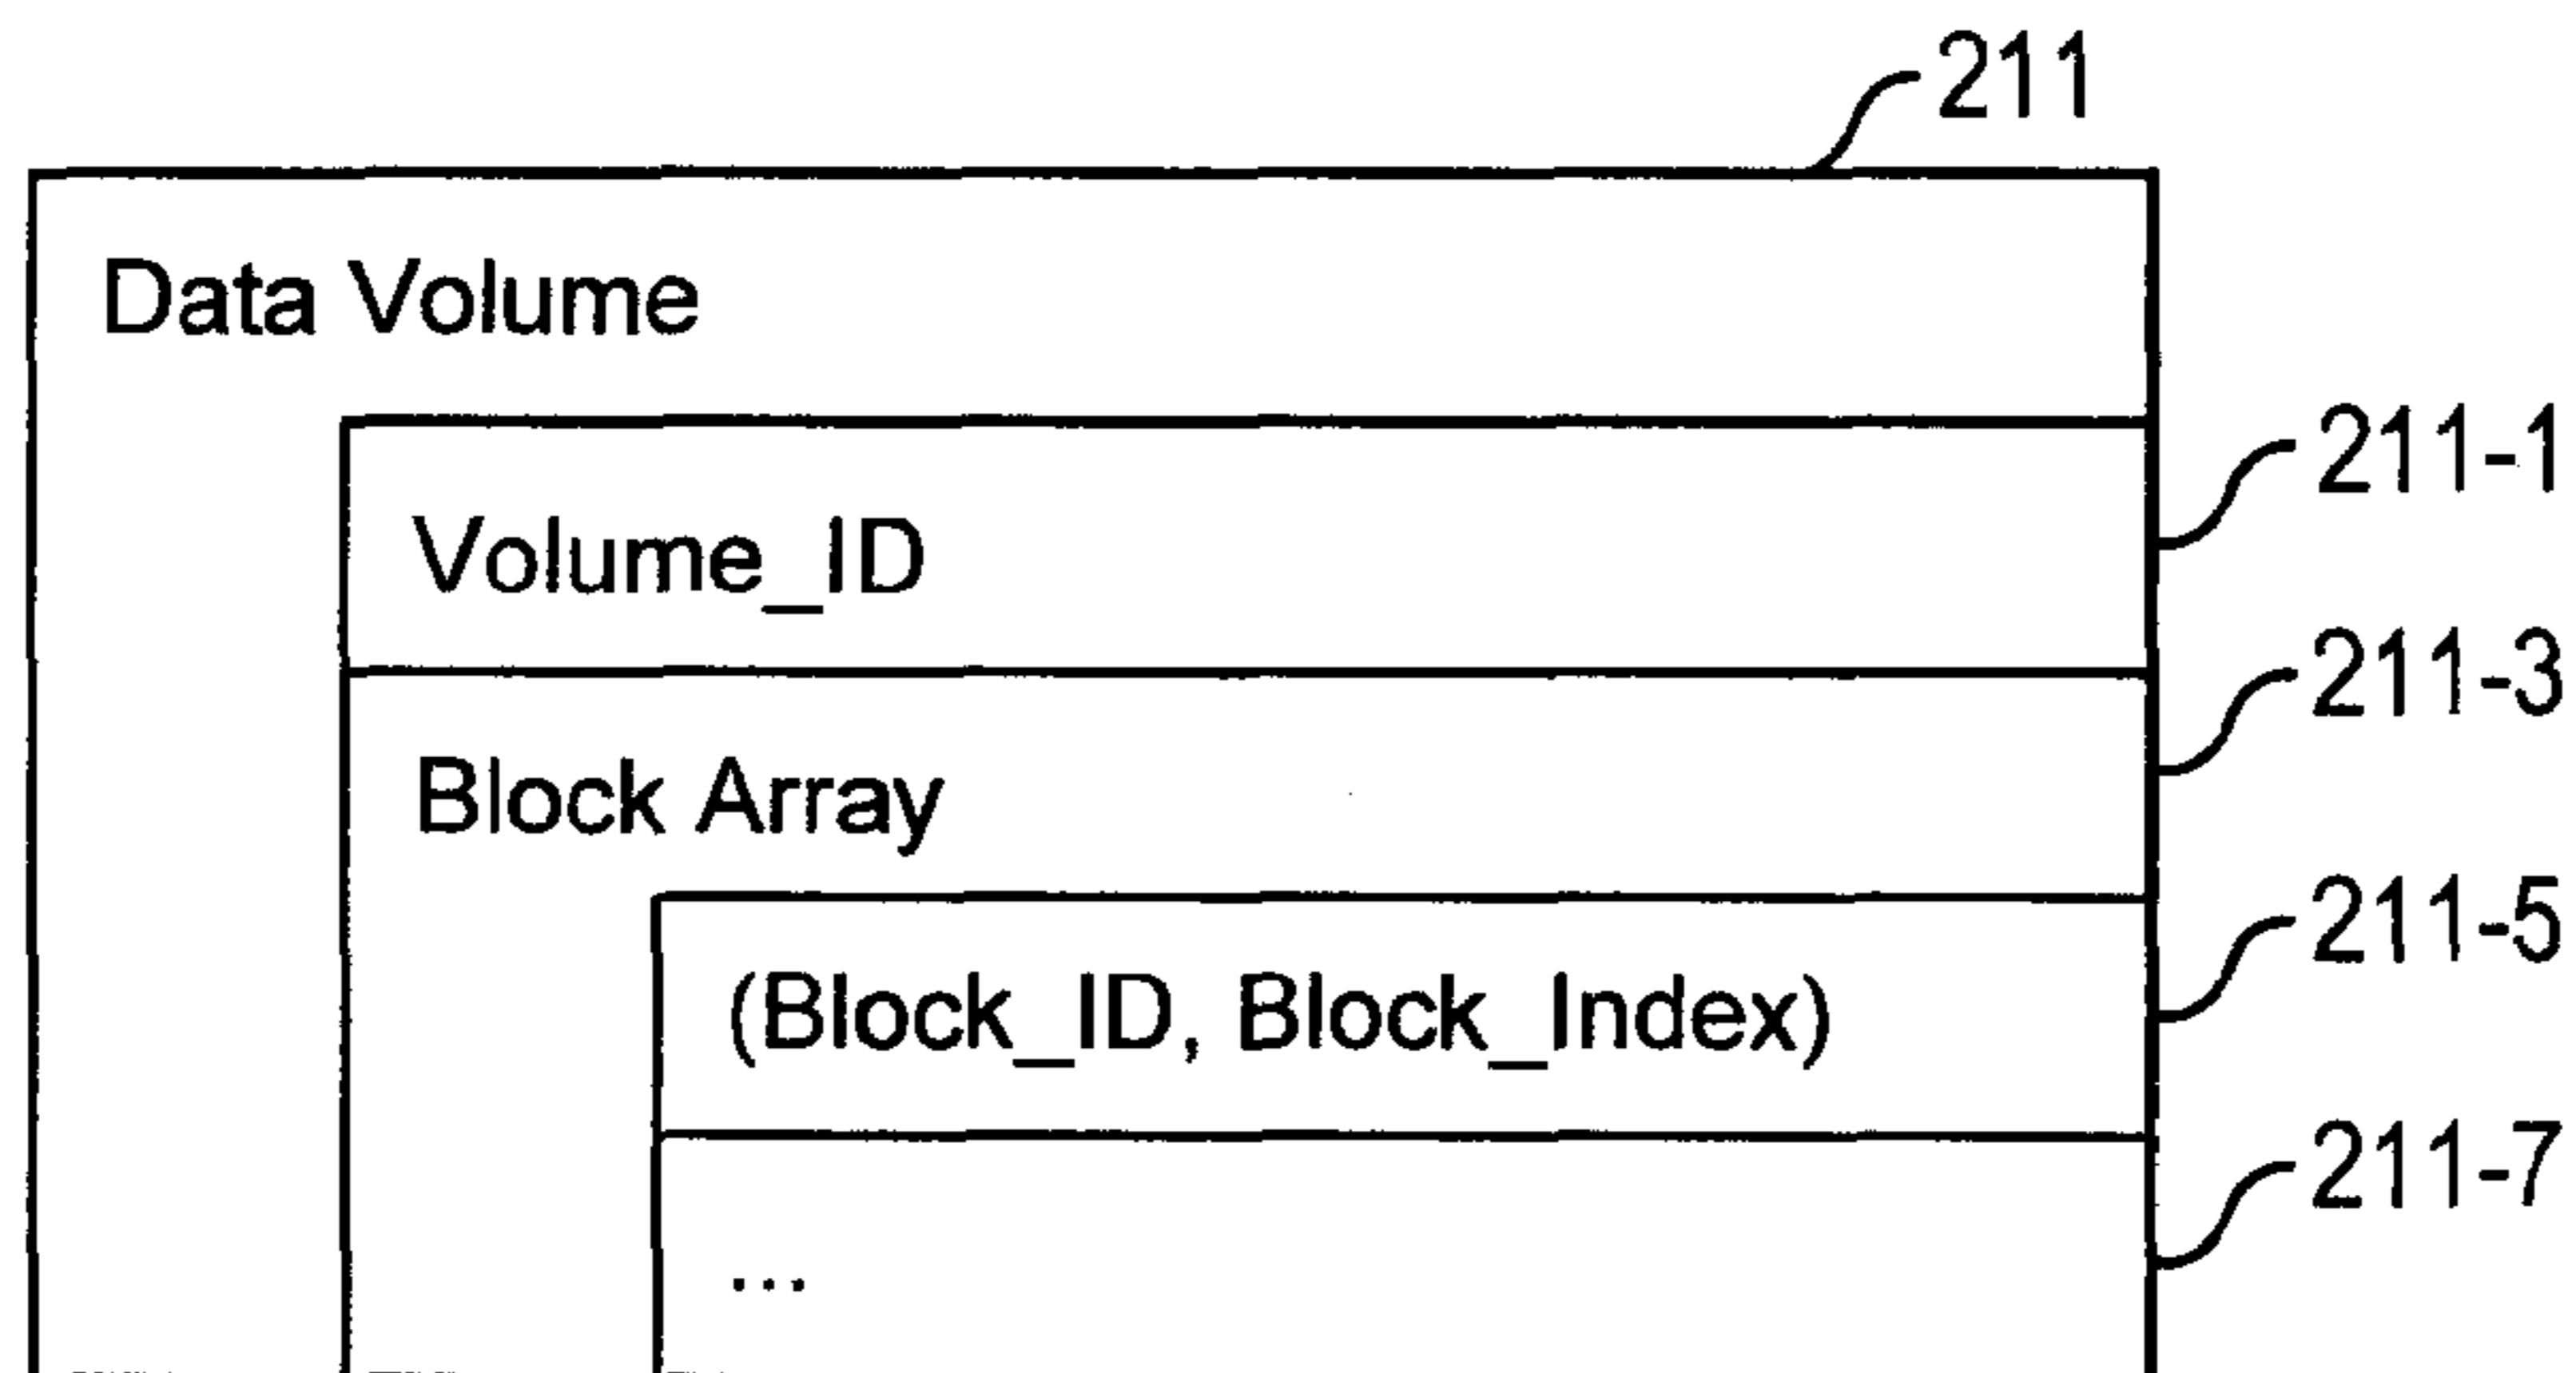 211
Data Volume
211-1
Volume_ID
211-3
Block Array
211-5
(Block_ID, Block_Index)
211-7
...